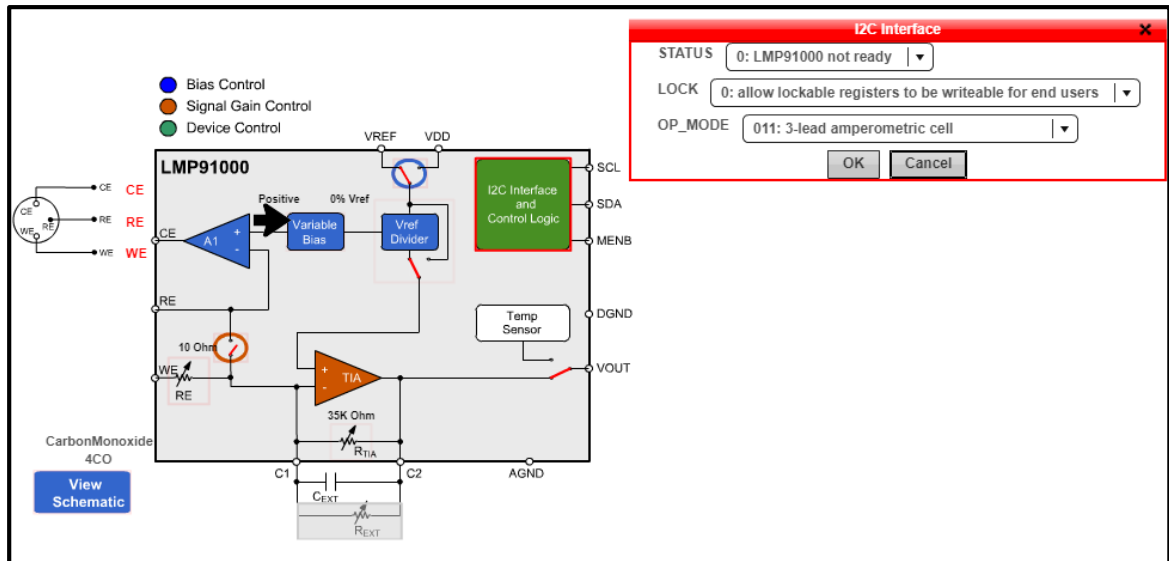 I2C Interface
STATUS 0: LMP91000 not ready
LOCK 0: allow lockable registers to be writeable for end users
OP_MODE 011: 3-lead amperometric cell
OK Cancel
Bias Control
Signal Gain Control
Device Control
VREF VDD
LMP91000
CE CE
RE RE
WE WE
CE
RE
WE
Positive 0% Vref
A1
+
-
Variable
Bias
Vref
Divider
I2C Interface
and
Control Logic
SCL
SDA
MENB
CE
RE
Temp
Sensor
DGND
10 Ohm
WE
RE
+
-
TIA
VOUT
35K Ohm
RTIA
CarbonMonoxide
4CO
C1 C2 AGND
View
Schematic
CEXT
REXT